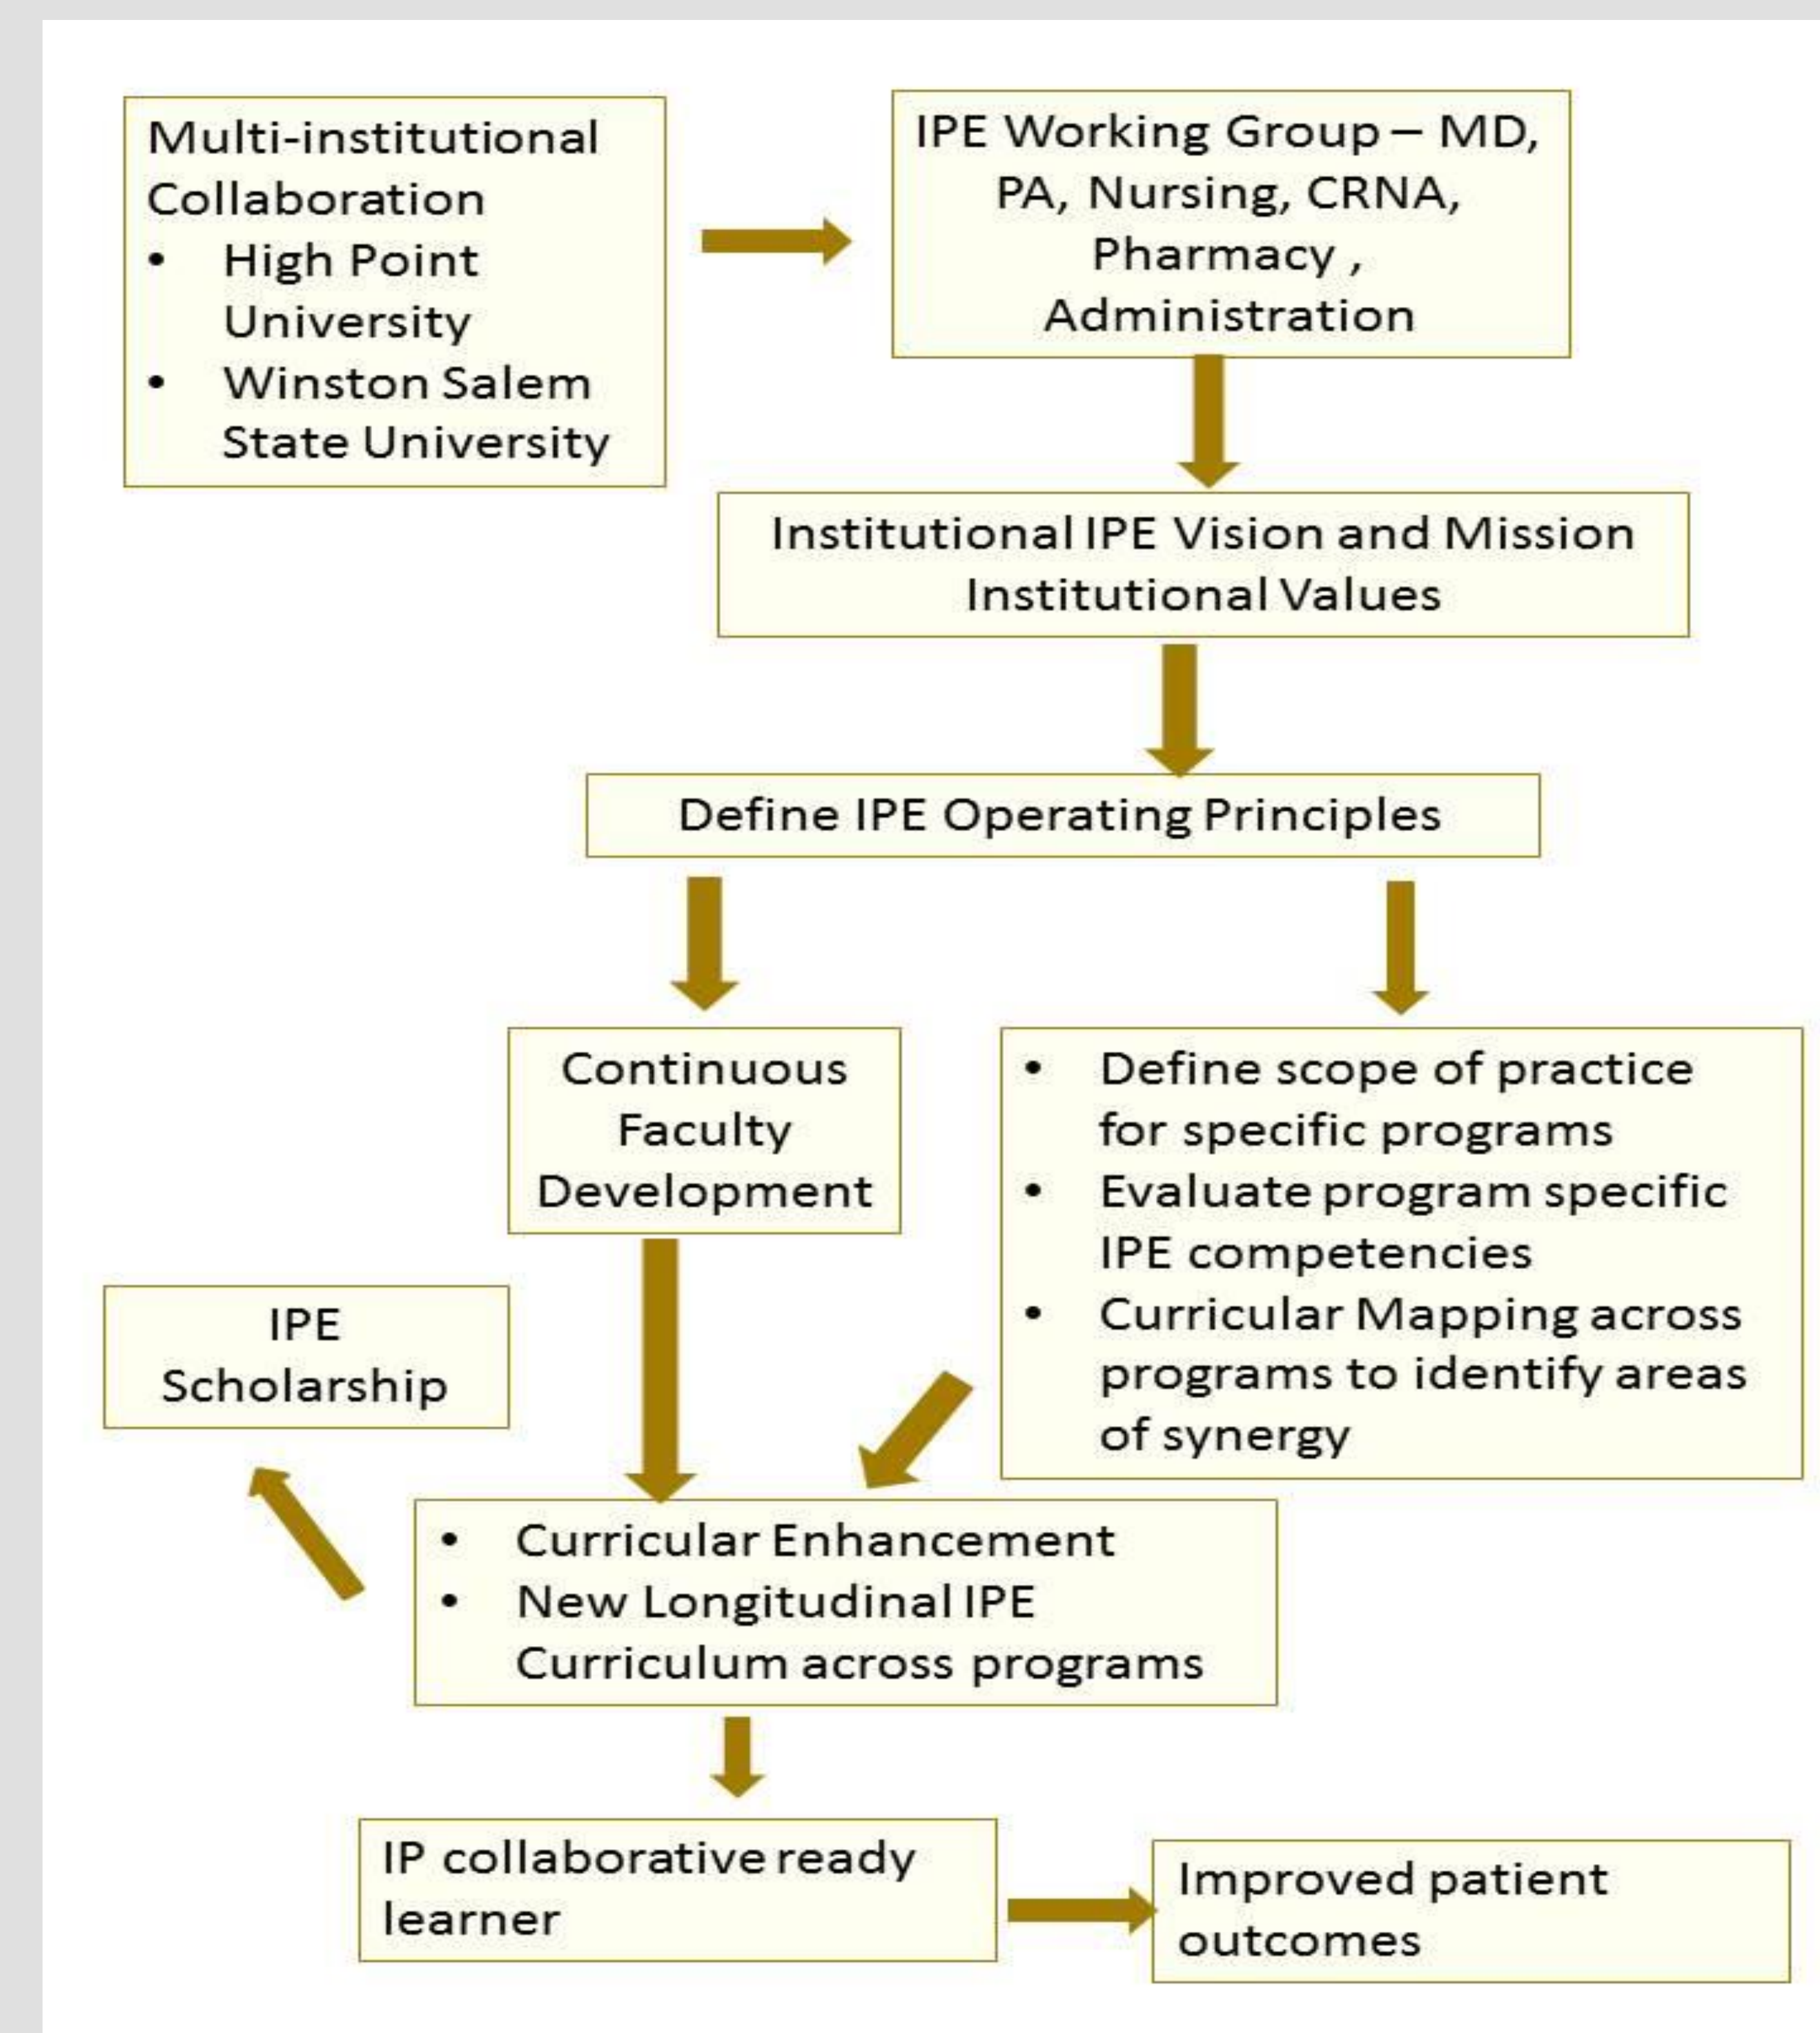 Multi-institutional
Collaboration
• High Point
University
• Winston Salem
State University
IPE Working Group – MD,
PA, Nursing, CRNA,
Pharmacy ,
Administration
Institutional IPE Vision and Mission
Institutional Values
Define IPE Operating Principles
Continuous
Faculty
Development
• Define scope of practice
for specific programs
• Evaluate program specific
IPE competencies
• Curricular Mapping across
programs to identify areas
of synergy
IPE
Scholarship
• Curricular Enhancement
• New Longitudinal IPE
Curriculum across programs
IP collaborative ready
learner
Improved patient
outcomes